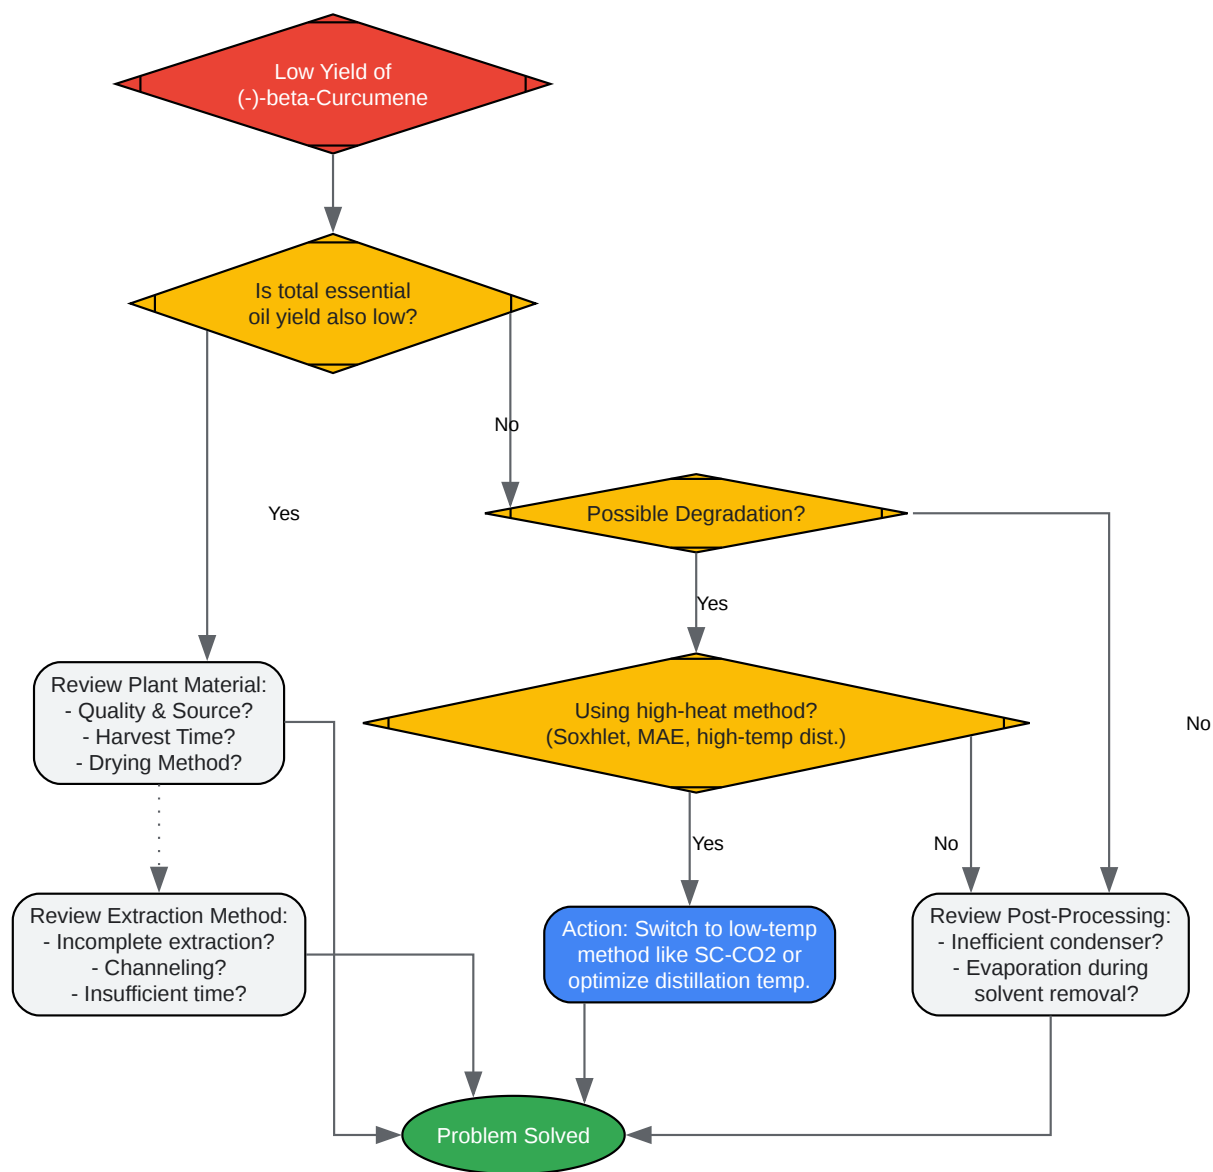 Low Yield of
(-)-beta-Curcumene
Is total essential
oil yield also low?
No
Yes
Possible Degradation?
Yes
No
Review Plant Material:
- Quality & Source?
- Harvest Time?
- Drying Method?
Using high-heat method?
(Soxhlet, MAE, high-temp dist.)
Yes
No
Review Extraction Method:
- Incomplete extraction?
- Channeling?
- Insufficient time?
Action: Switch to low-temp
method like SC-CO2 or
optimize distillation temp.
Review Post-Processing:
- Inefficient condenser?
- Evaporation during
solvent removal?
Problem Solved